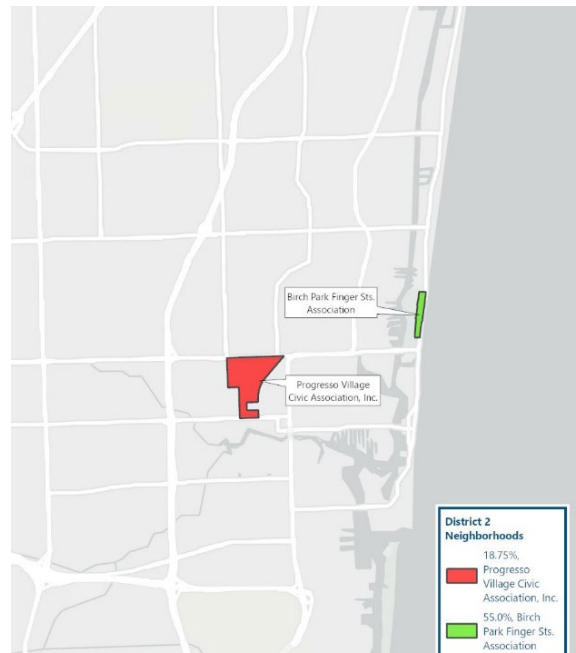 Birch Park Finger Sts.
Association
Progresso Village
Civic Association, Inc.
District 2
Neighborhoods
18.75%,
Progresso
Village Civic
Association, Inc.
55.0%, Birch
Park Finger Sts.
Association